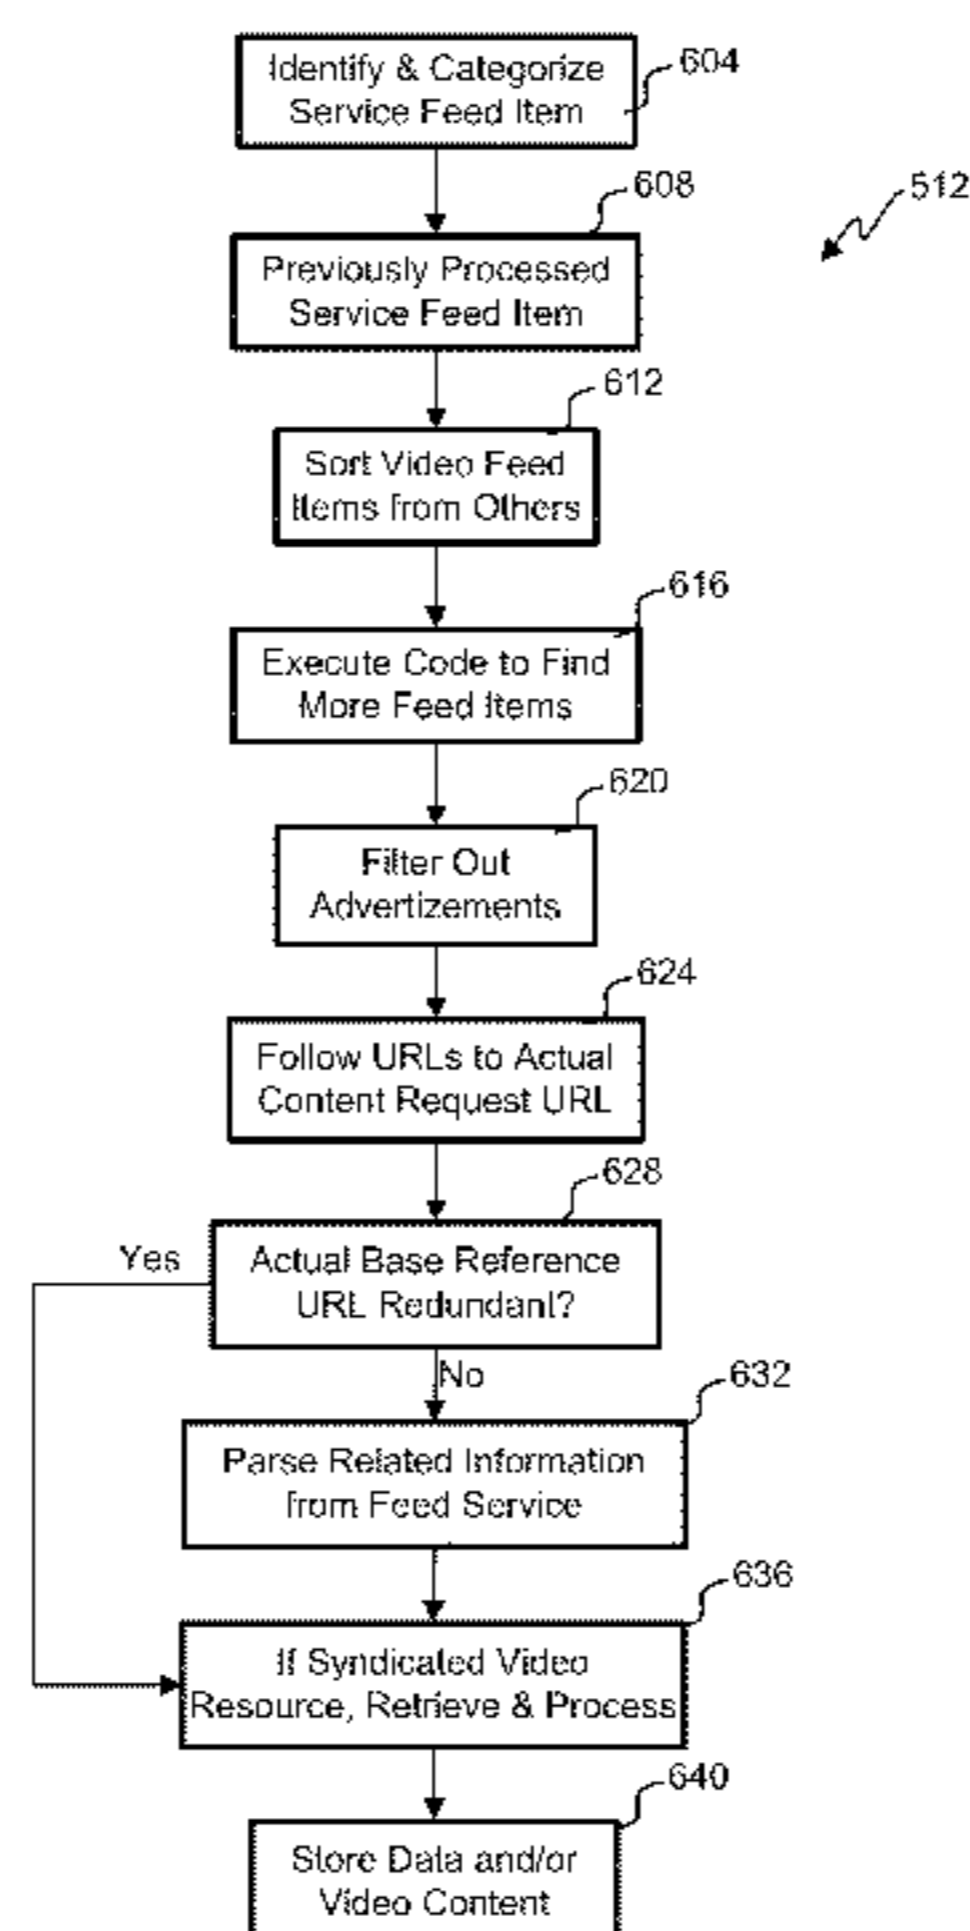 Identify & Categorize
Service Feed Item
604
608
512
Previously Processed
Service Feed Item
612
Sort Video Feed
Items from Others
616
Execute Code to Find
More Feed Items
620
Filter Out
Advertizements
624
Follow URLs to Actual
Content Request URL
628
Yes
Actual Base Reference
URL Redundant?
No
632
Parse Related Information
from Feed Service
636
If Syndicated Video
Resource, Retrieve & Process
640
Store Data and/or
Video Content